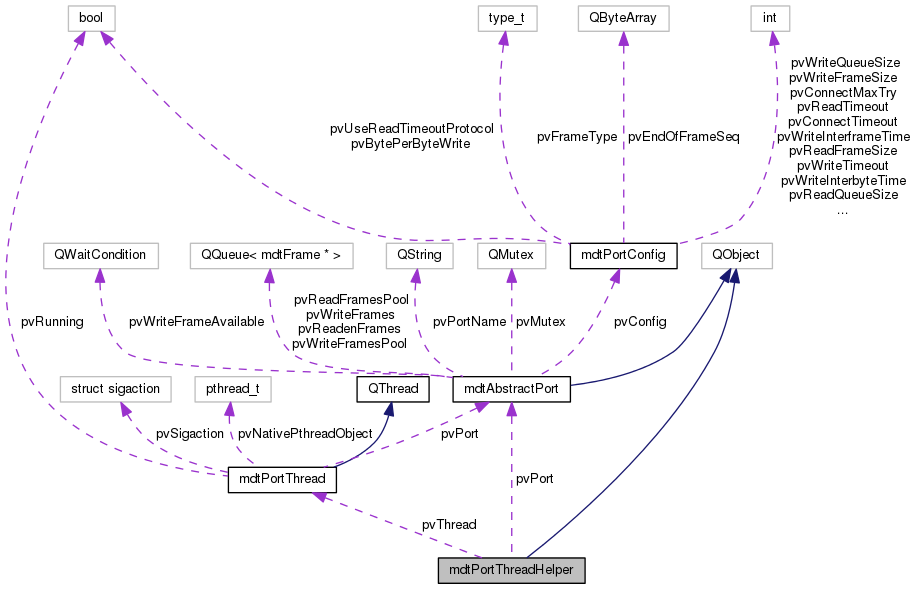 bool
type_t
QByteArray
int
pvWriteQueueSize
pvWriteFrameSize
pvConnectMaxTry
pvReadTimeout
pvConnectTimeout
pvWriteInterframeTime
pvReadFrameSize
pvWriteTimeout
pvWriteInterbyteTime
pvReadQueueSize
...
pvUseReadTimeoutProtocol
pvBytePerByteWrite
pvFrameType
pvEndOfFrameSeq
QWaitCondition
QQueue< mdtFrame * >
QString
QMutex
mdtPortConfig
QObject
pvRunning
pvWriteFrameAvailable
pvReadFramesPool
pvWriteFrames
pvReadenFrames
pvWriteFramesPool
pvPortName
pvMutex
pvConfig
struct sigaction
pthread_t
QThread
mdtAbstractPort
pvSigaction
pvNativePthreadObject
pvPort
mdtPortThread
pvPort
pvThread
mdtPortThreadHelper